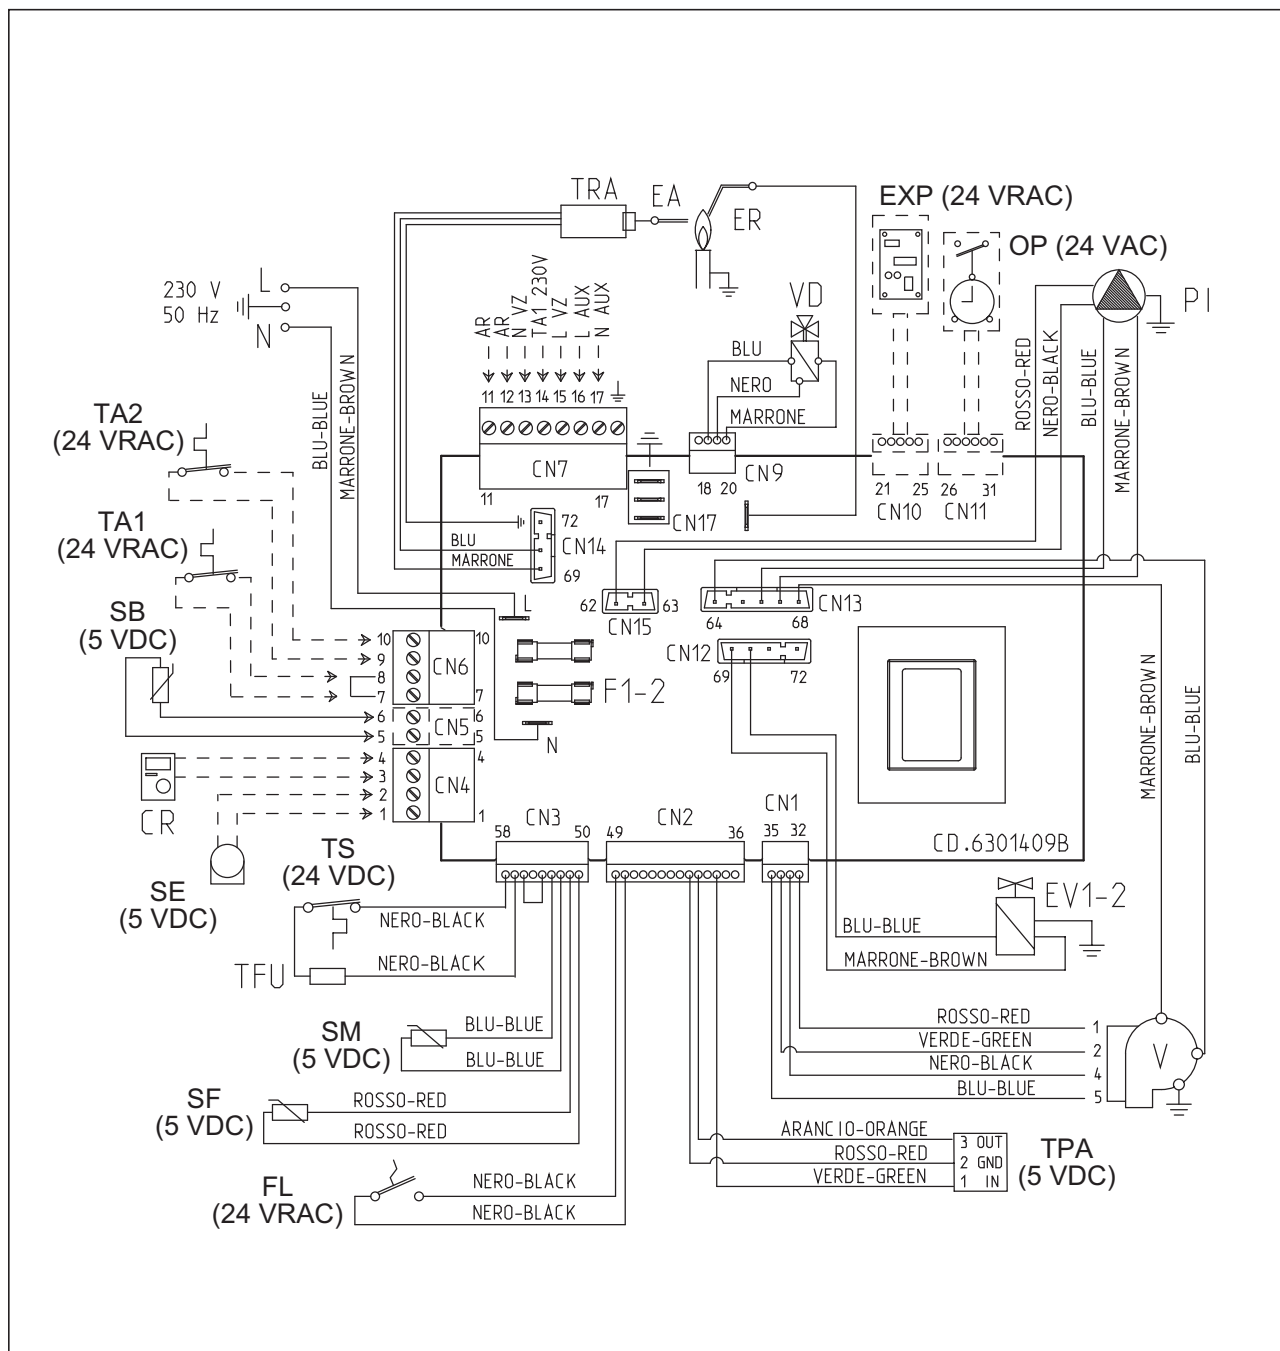 TRA
EA
ER
EXP (24 VRAC)
OP (24 VAC)
PI
230 V
50 Hz
L
N
AR
AR
N VZ
TA1 230V
L VZ
L AUX
N AUX
11 12 13 14 15 16 17
VD
BLU
NERO
MARRONE
ROSSO-RED
NERO-BLACK
BLU-BLUE
MARRONE-BROWN
BLU-BLUE
MARRONE-BROWN
TA2
(24 VRAC)
CN7
11
17
CN9
18 20
21 25
CN10
26 31
CN11
CN17
TA1
(24 VRAC)
BLU
MARRONE
72
CN14
69
SB
(5 VDC)
L
62
63
CN15
64
68
CN13
CN12
69
72
10
9
8
7
10
CN6
7
F1-2
6
5
6
CN5
5
N
MARRONE-BROWN
BLU-BLUE
4
3
2
1
4
CN4
1
CR
SE
(5 VDC)
CN3
58
50
CN2
49
36
CN1
35 32
CD.6301409B
TS
(24 VDC)
NERO-BLACK
TFU
NERO-BLACK
EV1-2
BLU-BLUE
MARRONE-BROWN
SM
(5 VDC)
BLU-BLUE
BLU-BLUE
ROSSO-RED
1
VERDE-GREEN
2
NERO-BLACK
4
BLU-BLUE
5
V
SF
(5 VDC)
ROSSO-RED
ROSSO-RED
ARANCIO-ORANGE
3 OUT
ROSSO-RED
2 GND
VERDE-GREEN
1 IN
TPA
(5 VDC)
FL
(24 VRAC)
NERO-BLACK
NERO-BLACK